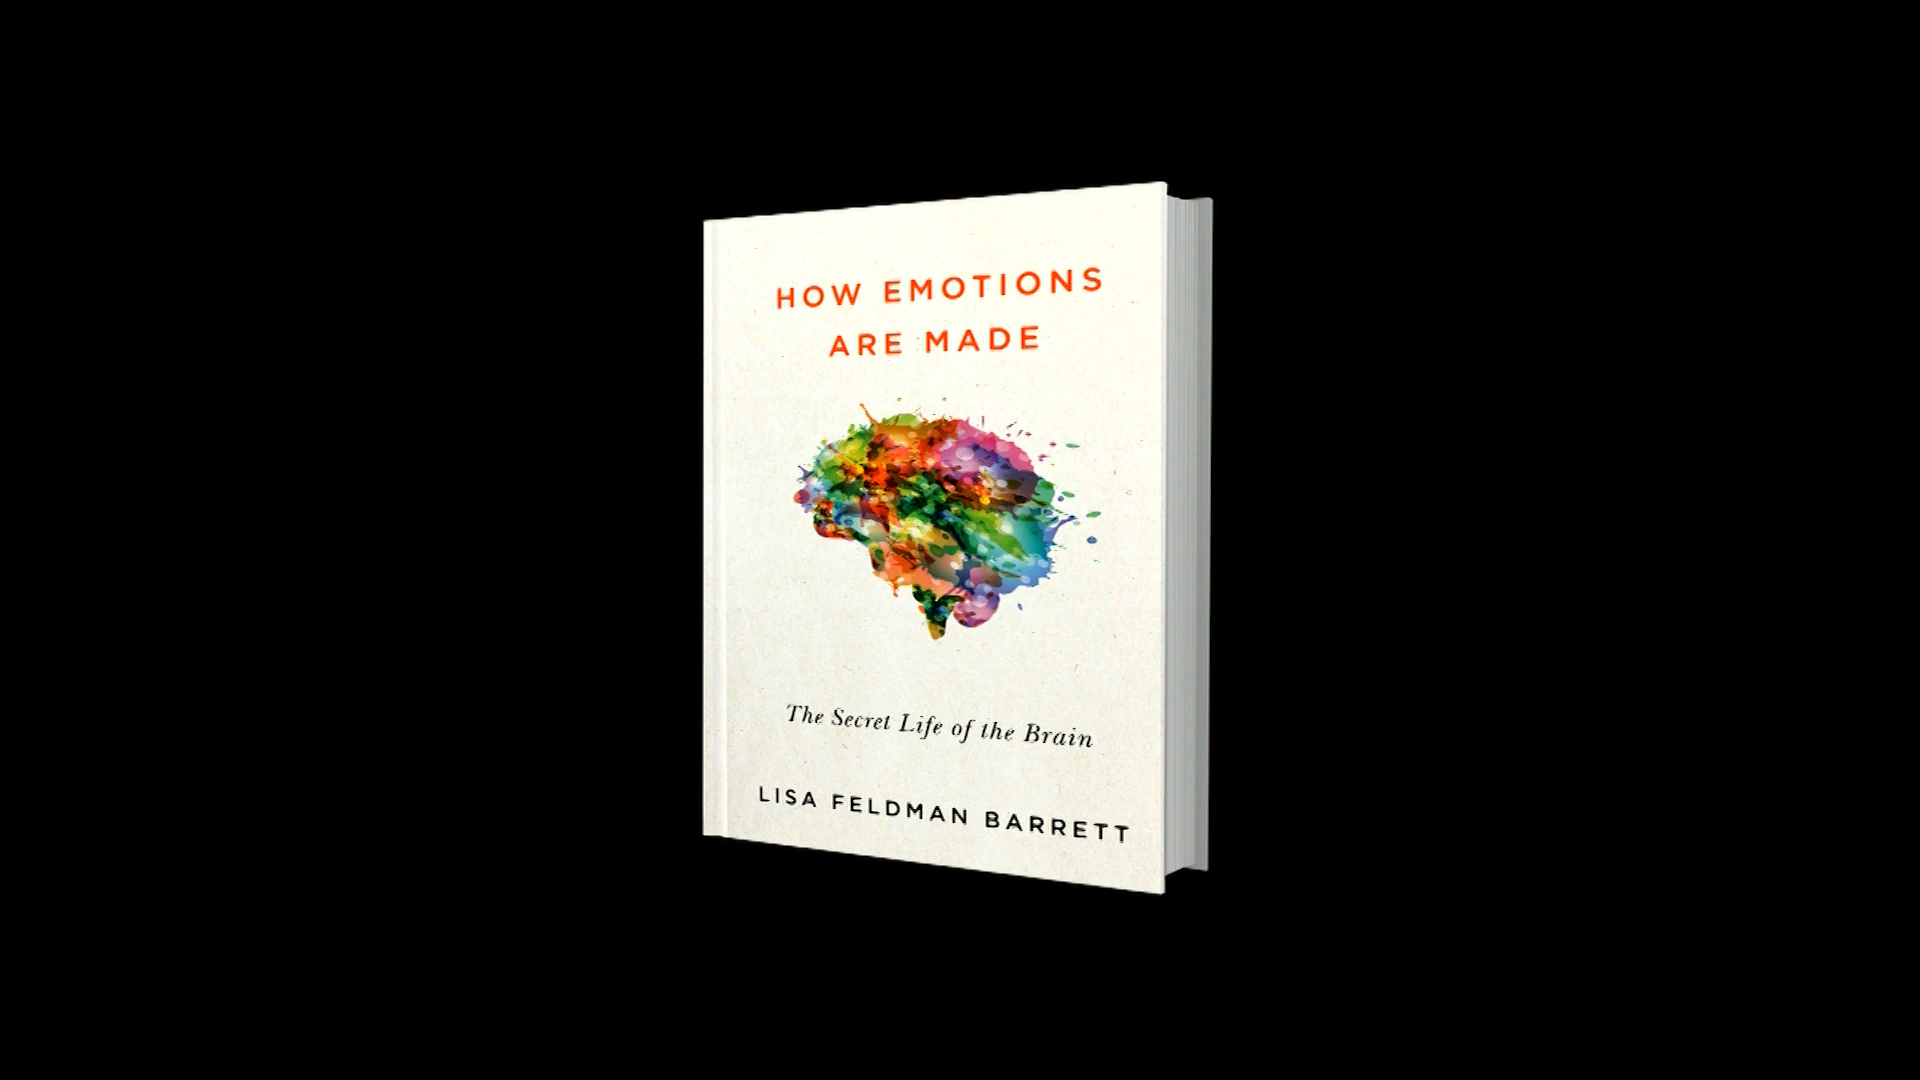 HOW EMOTIONS
ARE MADE
The Secret Life of the Brain
LISA FELDMAN BARRETT